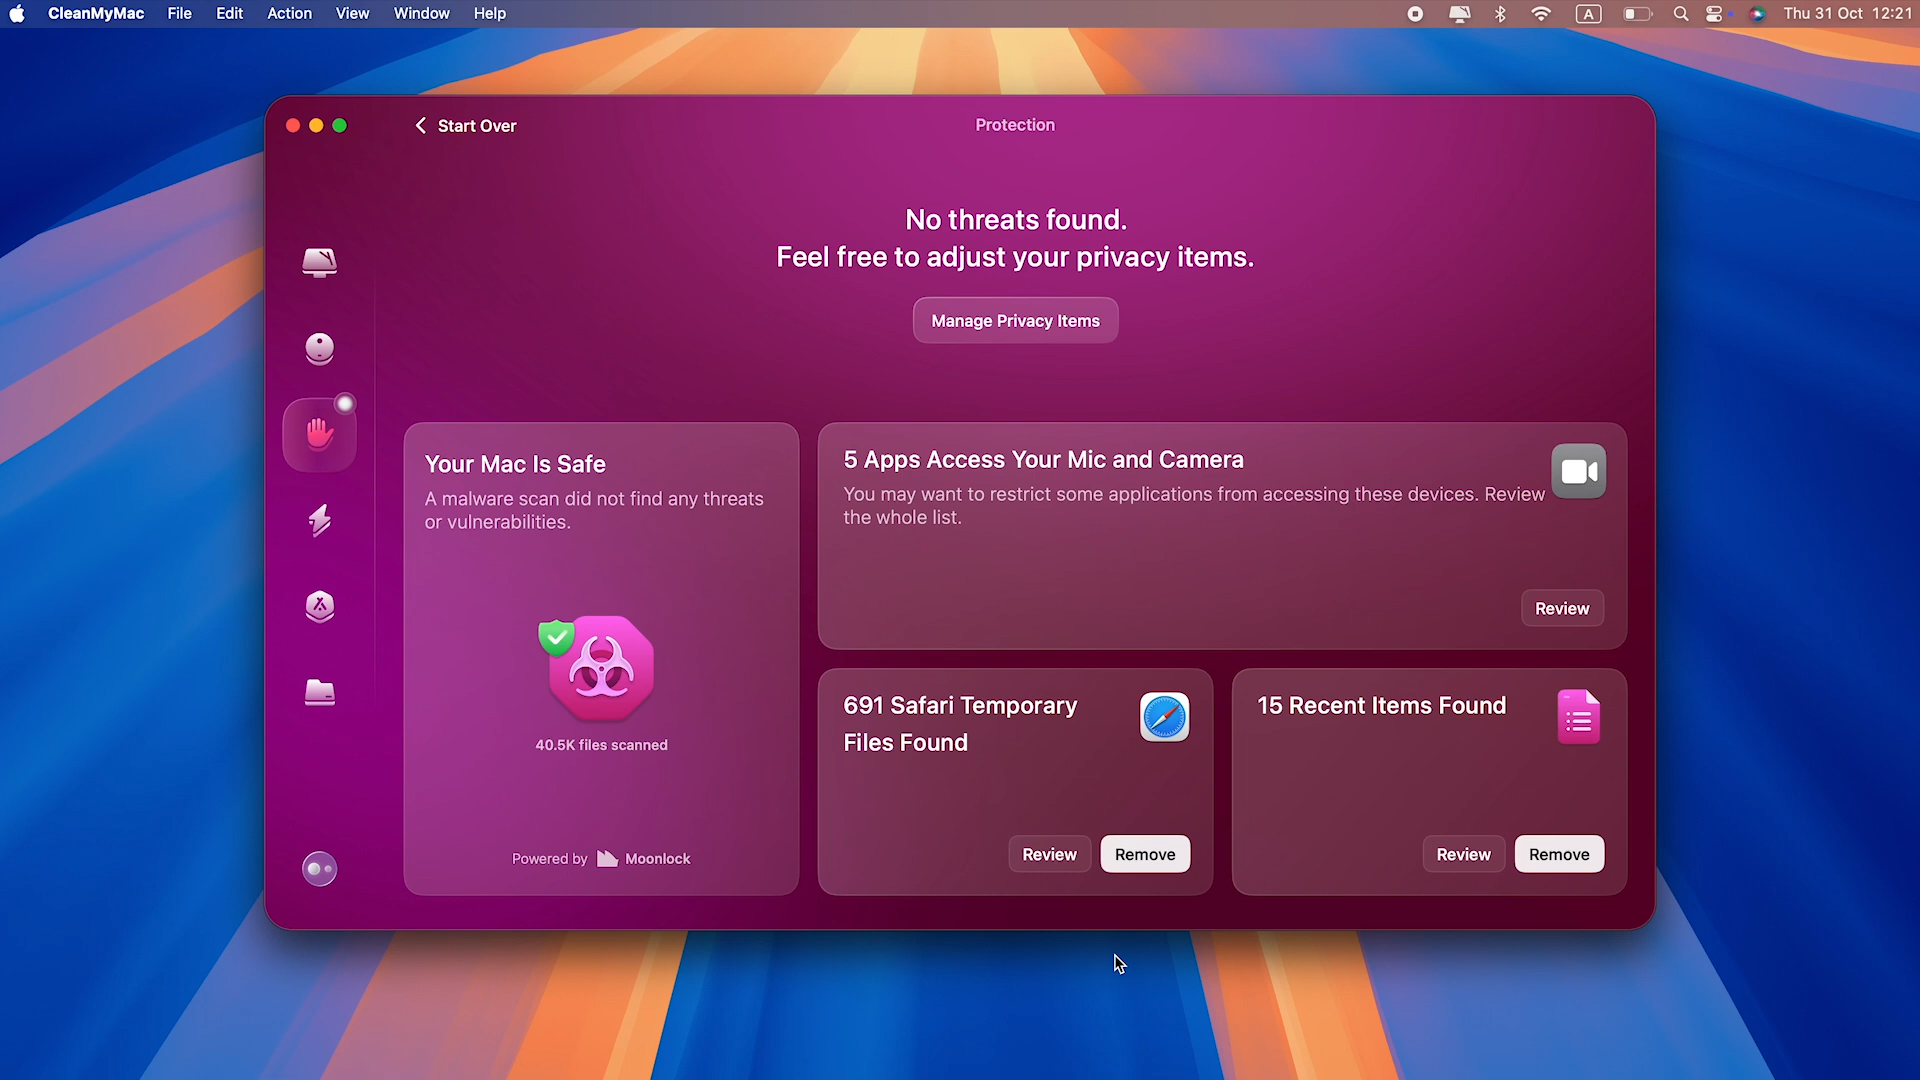 CleanMyMac File Edit Action View Window Help A Thu 31 Oct 12:21
Start Over
Protection
No threats found.
Feel free to adjust your privacy items.
Manage Privacy Items
Your Mac Is Safe
A malware scan did not find any threats
or vulnerabilities.
40.5K files scanned
Powered by Moonlock
5 Apps Access Your Mic and Camera
You may want to restrict some applications from accessing these devices. Review
the whole list.
Review
691 Safari Temporary
Files Found
Review Remove
15 Recent Items Found
Review Remove